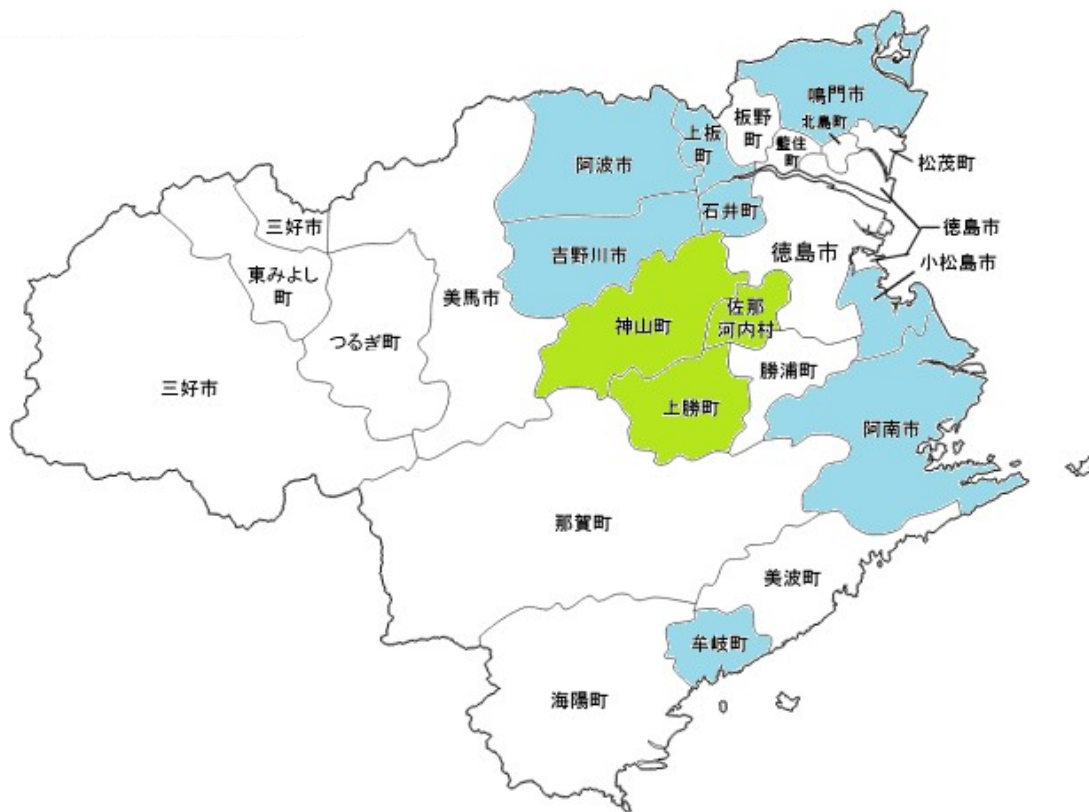 鳴門市
北島町
板野
町
上板
町
藍住
町
松茂町
阿波市
石井町
徳島市
三好市
吉野川市
徳島市
小松島市
東みよし
町
美馬市
佐那
河内村
神山町
つるぎ町
勝浦町
三好市
上勝町
阿南市
那賀町
美波町
牟岐町
海陽町